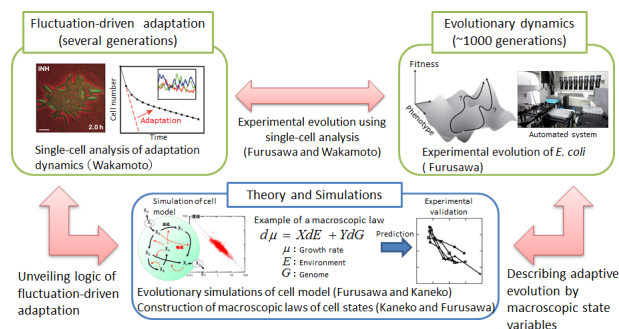 Fluctuation-driven adaptation
(several generations)
INH
2.0 h
Cell number
Adaptation
Time
Single-cell analysis of adaptation
dynamics (Wakamoto)
Experimental evolution using
single-cell analysis
(Furusawa and Wakamoto)
Evolutionary dynamics
(~1000 generations)
Fitness
Phenotype
?
?
Automated system
Experimental evolution of E. coli
( Furusawa)
Theory and Simulations
Simulation of cell
model
Example of a macroscopic law
dμ = XdE + YdG
μ : Growth rate
E : Environment
G : Genome
Prediction
Experimental
validation
Evolutionary simulations of cell model (Furusawa and Kaneko)
Construction of macroscopic laws of cell states (Kaneko and Furusawa)
Unveiling logic of
fluctuation-driven
adaptation
Describing adaptive
evolution by
macroscopic state
variables